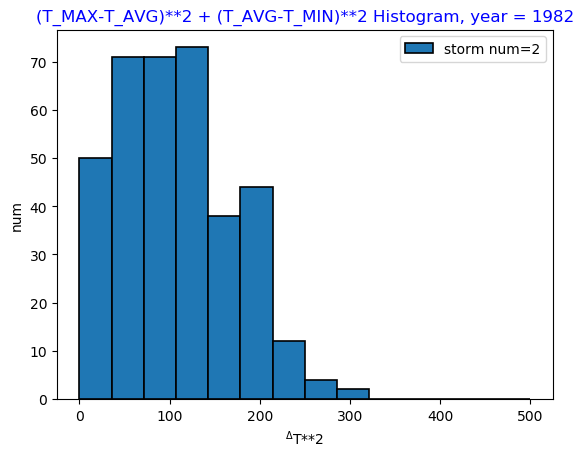 (T_MAX-T_AVG)**2 + (T_AVG-T_MIN)**2 Histogram, year = 1982
storm num=2
num
70
60
50
40
30
20
10
0
0 100 200 300 400 500
ᐞT**2